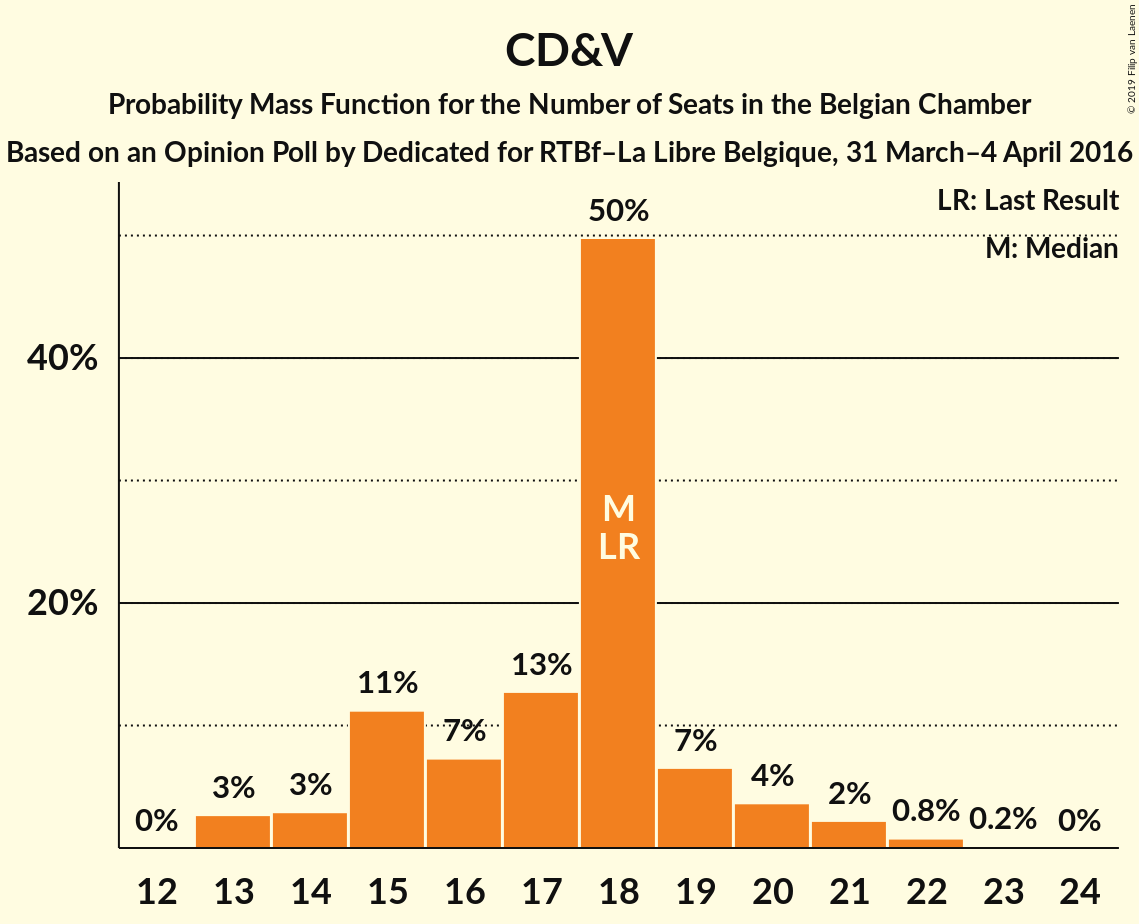 CD&V
Probability Mass Function for the Number of Seats in the Belgian Chamber
Based on an Opinion Poll by Dedicated for RTBf–La Libre Belgique, 31 March–4 April 2016
© 2019 Filip van Laenen
LR: Last Result
M: Median
40%
20%
0%
3%
3%
11%
7%
13%
50%
7%
4%
2%
0.8%
0.2%
0%
M
LR
12 13 14 15 16 17 18 19 20 21 22 23 24